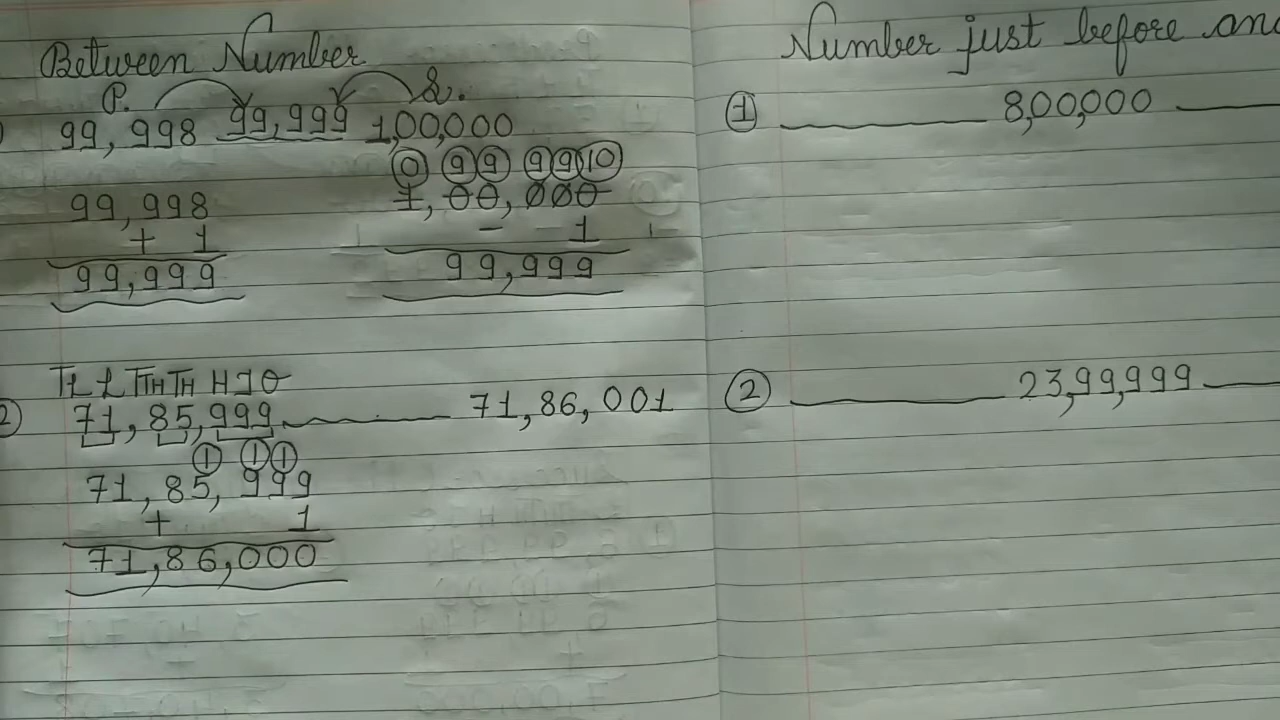 Between Number
P. S.
99,998 99,999 1,00,000
99,998
+ 1
99,999
0 9 9 9 9 10
1,00,000
- 1
99,999
TL L TTH TH H T O
2 71,85,999 71,86,001
1 1 1
71,85,999
+ 1
71,86,000
Number just before and
1 8,00,000
2 23,99,999